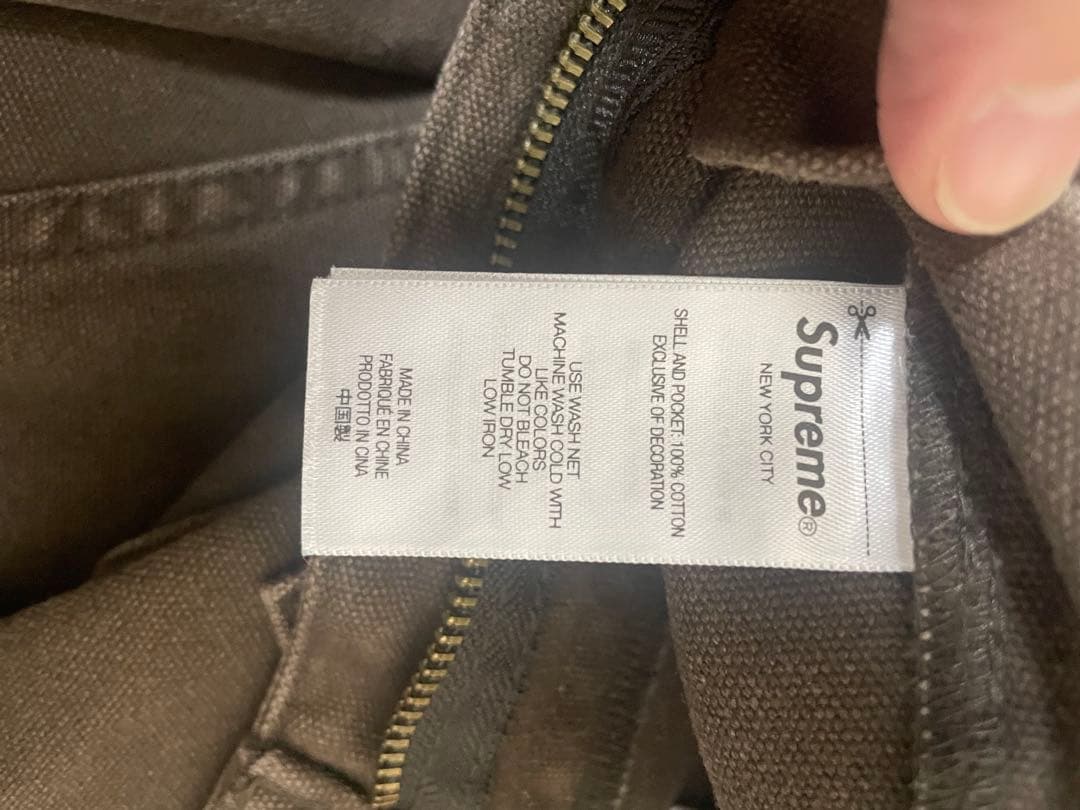 Supreme®
NEW YORK CITY
SHELL AND POCKET: 100% COTTON
EXCLUSIVE OF DECORATION
USE WASH NET
MACHINE WASH COLD WITH
LIKE COLORS
DO NOT BLEACH
TUMBLE DRY LOW
LOW IRON
MADE IN CHINA
FABRIQUÉ EN CHINE
PRODOTTO IN CINA
中国製